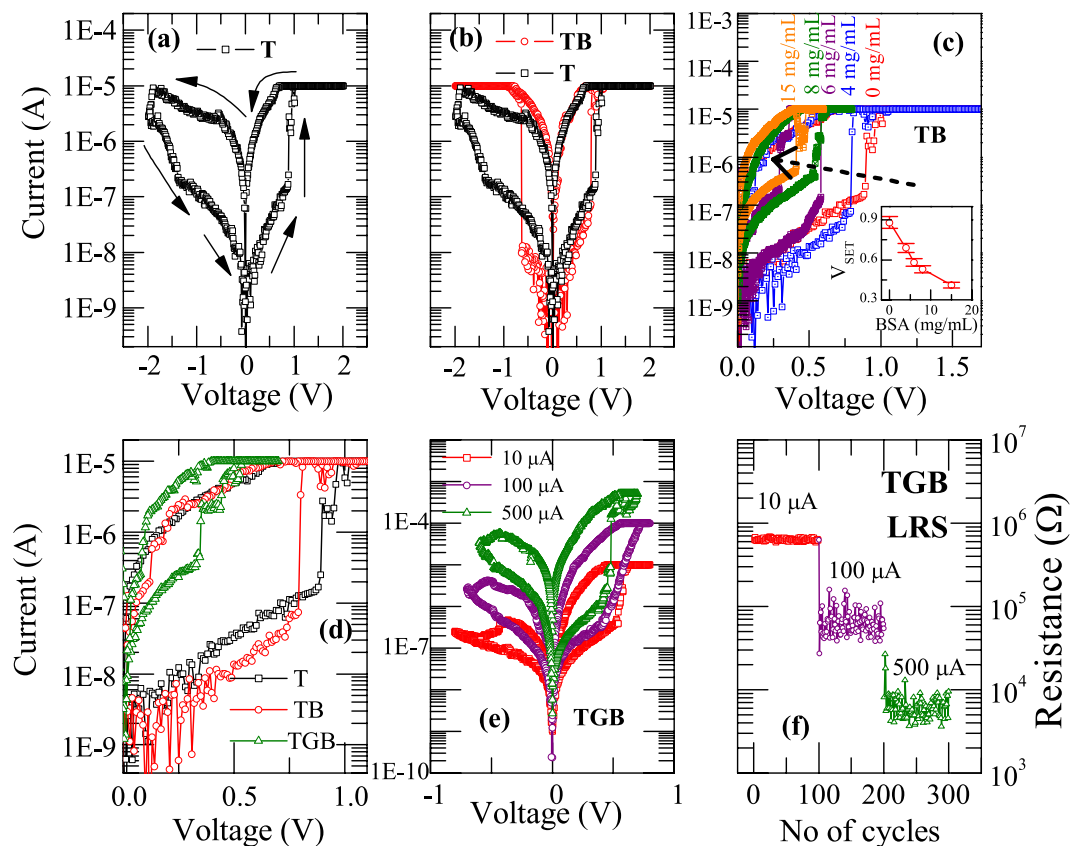 (a)
T
Current (A)
1E-3
1E-4
1E-5
1E-6
1E-7
1E-8
1E-9
-2 -1 0 1 2
Voltage (V)
(b)
TB
T
-2 -1 0 1 2
Voltage (V)
(c)
1E-3
1E-4
1E-5
1E-6
1E-7
1E-8
1E-9
15 mg/mL
8 mg/mL
6 mg/mL
4 mg/mL
0 mg/mL
TB
0.9
0.6
0.3
VSET
0 10 20
BSA (mg/mL)
0.0 0.5 1.0 1.5
Voltage (V)
Current (A)
1E-5
1E-6
1E-7
1E-8
1E-9
(d)
T
TB
TGB
0.0 0.5 1.0
Voltage (V)
10 μA
100 μA
500 μA
1E-4
1E-7
1E-10
(e)
TGB
-1 0 1
Voltage (V)
TGB
LRS
10 μA
100 μA
500 μA
(f)
10^7
10^6
10^5
10^4
10^3
Resistance (Ω)
0 100 200 300
No of cycles